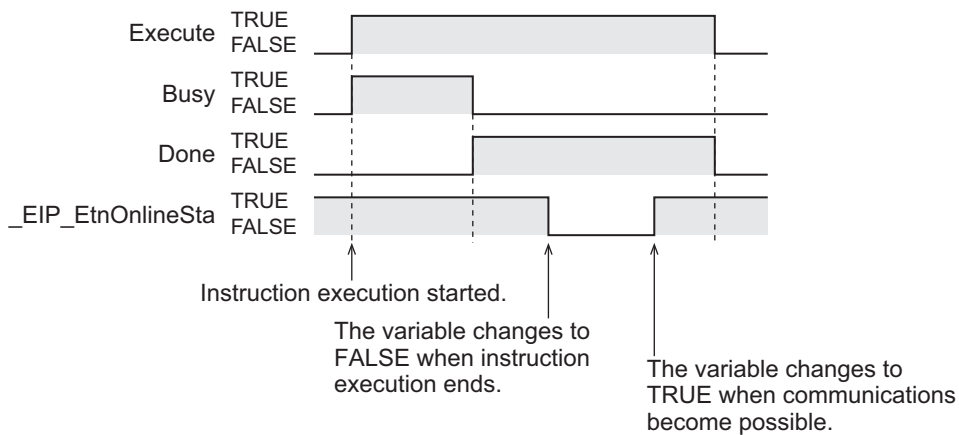 Execute TRUE
FALSE
Busy TRUE
FALSE
Done TRUE
FALSE
_EIP_EtnOnlineSta TRUE
FALSE
Instruction execution started.
The variable changes to
FALSE when instruction
execution ends.
The variable changes to
TRUE when communications
become possible.